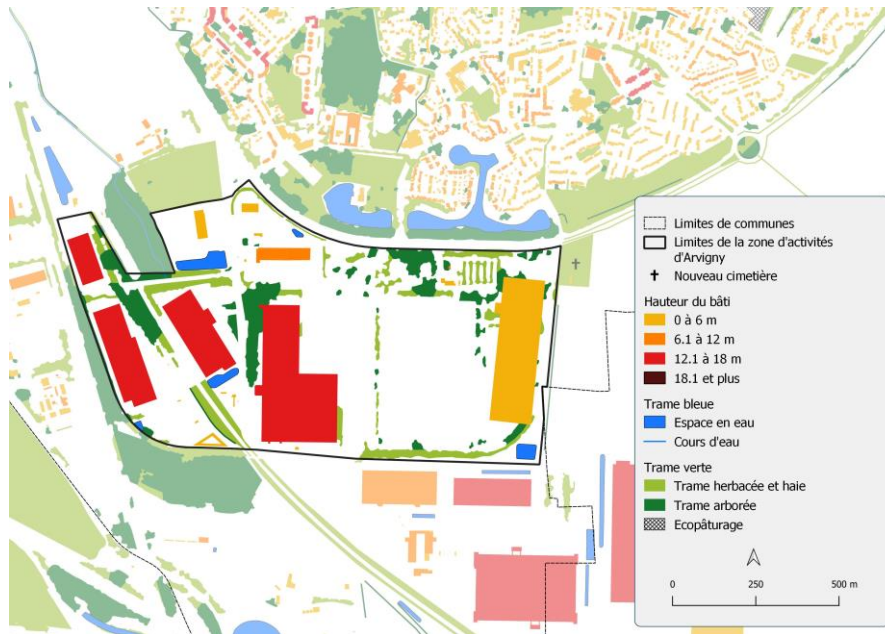 Limites de communes
Limites de la zone d'activités
d'Arvigny
Nouveau cimetière
Hauteur du bâti
0 à 6 m
6.1 à 12 m
12.1 à 18 m
18.1 et plus
Trame bleue
Espace en eau
Cours d'eau
Trame verte
Trame herbacée et haie
Trame arborée
Ecopâturage
0 250 500 m